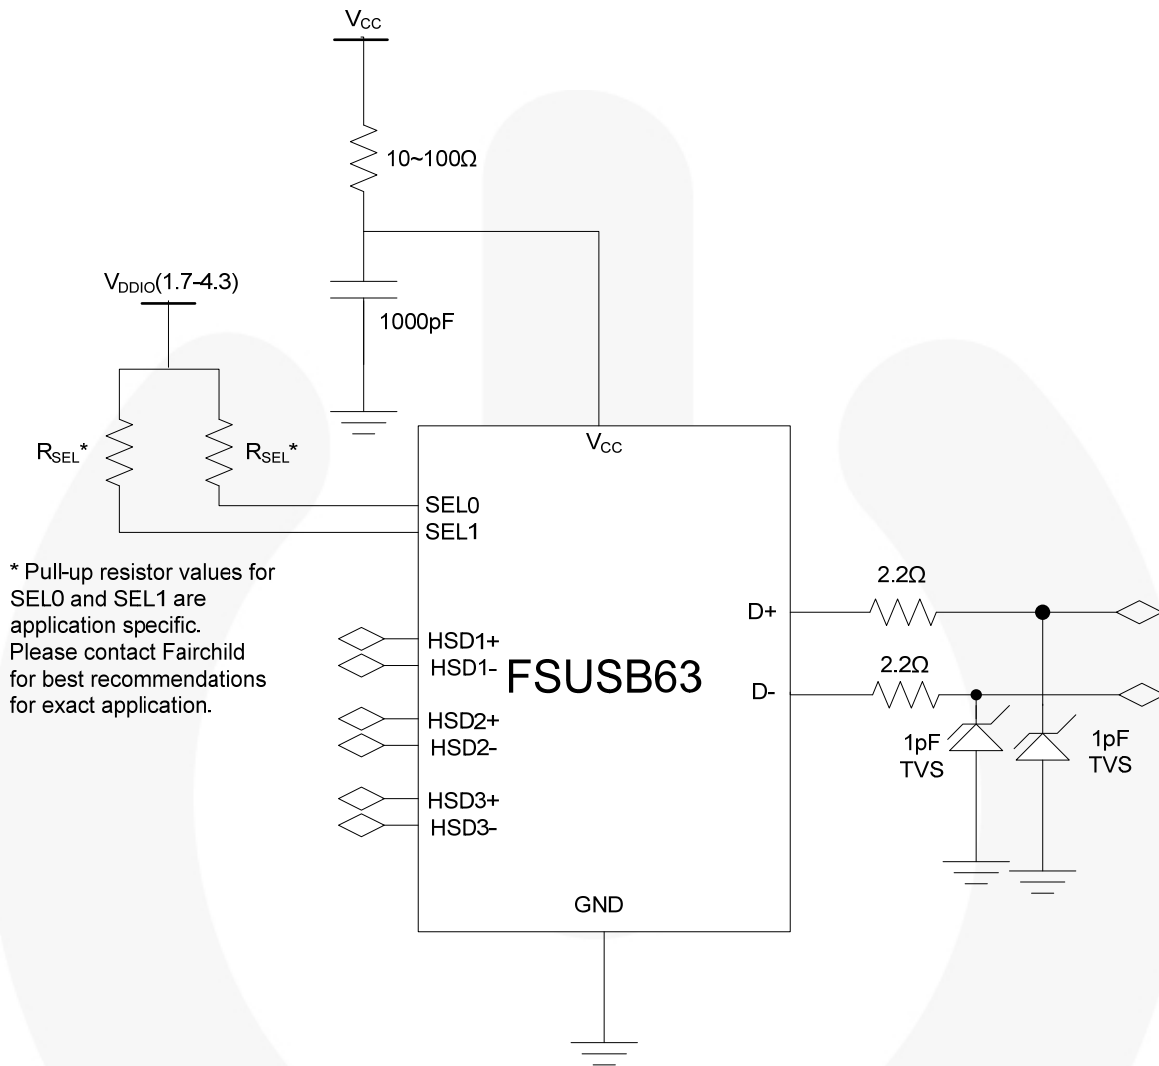 VCC
10~100Ω
VDDIO(1.7-4.3)
1000pF
RSEL*
RSEL*
VCC
SEL0
SEL1
* Pull-up resistor values for
SEL0 and SEL1 are
application specific.
Please contact Fairchild
for best recommendations
for exact application.
HSD1+
HSD1-
HSD2+
HSD2-
HSD3+
HSD3-
FSUSB63
D+
D-
2.2Ω
2.2Ω
1pF
TVS
1pF
TVS
GND